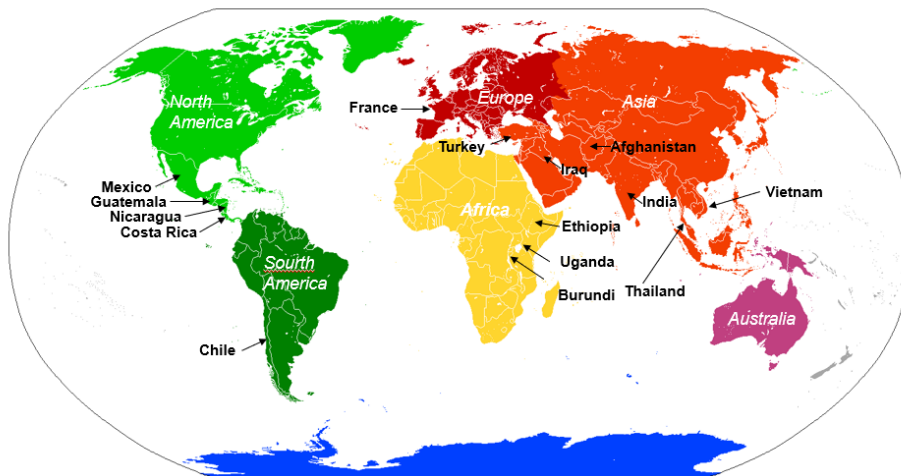 North
America
Europe
Asia
France
Turkey
Afghanistan
Iraq
Mexico
Guatemala
Nicaragua
Costa Rica
India
Vietnam
Africa
Ethiopia
Uganda
Burundi
Thailand
Sourth
America
Australia
Chile